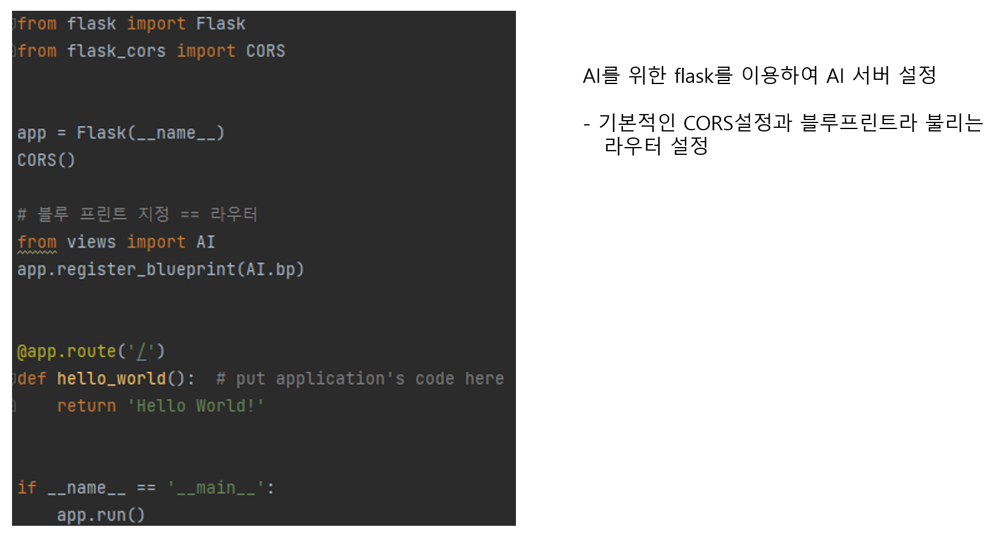 from flask import Flask
from flask_cors import CORS
app = Flask(__name__)
CORS()
# 블루 프린트 지정 == 라우터
from views import AI
app.register_blueprint(AI.bp)
@app.route('/')
def hello_world():  # put application's code here
    return 'Hello World!'
if __name__ == '__main__':
    app.run()
AI를 위한 flask를 이용하여 AI 서버 설정
- 기본적인 CORS설정과 블루프린트라 불리는
라우터 설정